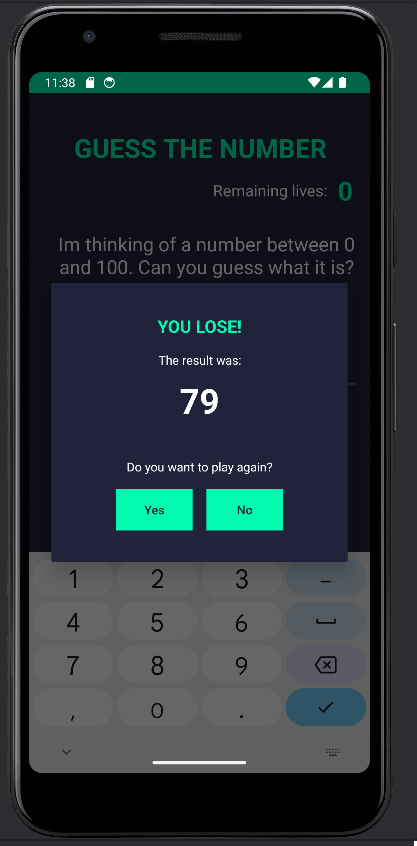 11:38
GUESS THE NUMBER
Remaining lives: 0
Im thinking of a number between 0
and 100. Can you guess what it is?
YOU LOSE!
The result was:
79
Do you want to play again?
Yes No
1 2 3 –
4 5 6
7 8 9
, 0 .